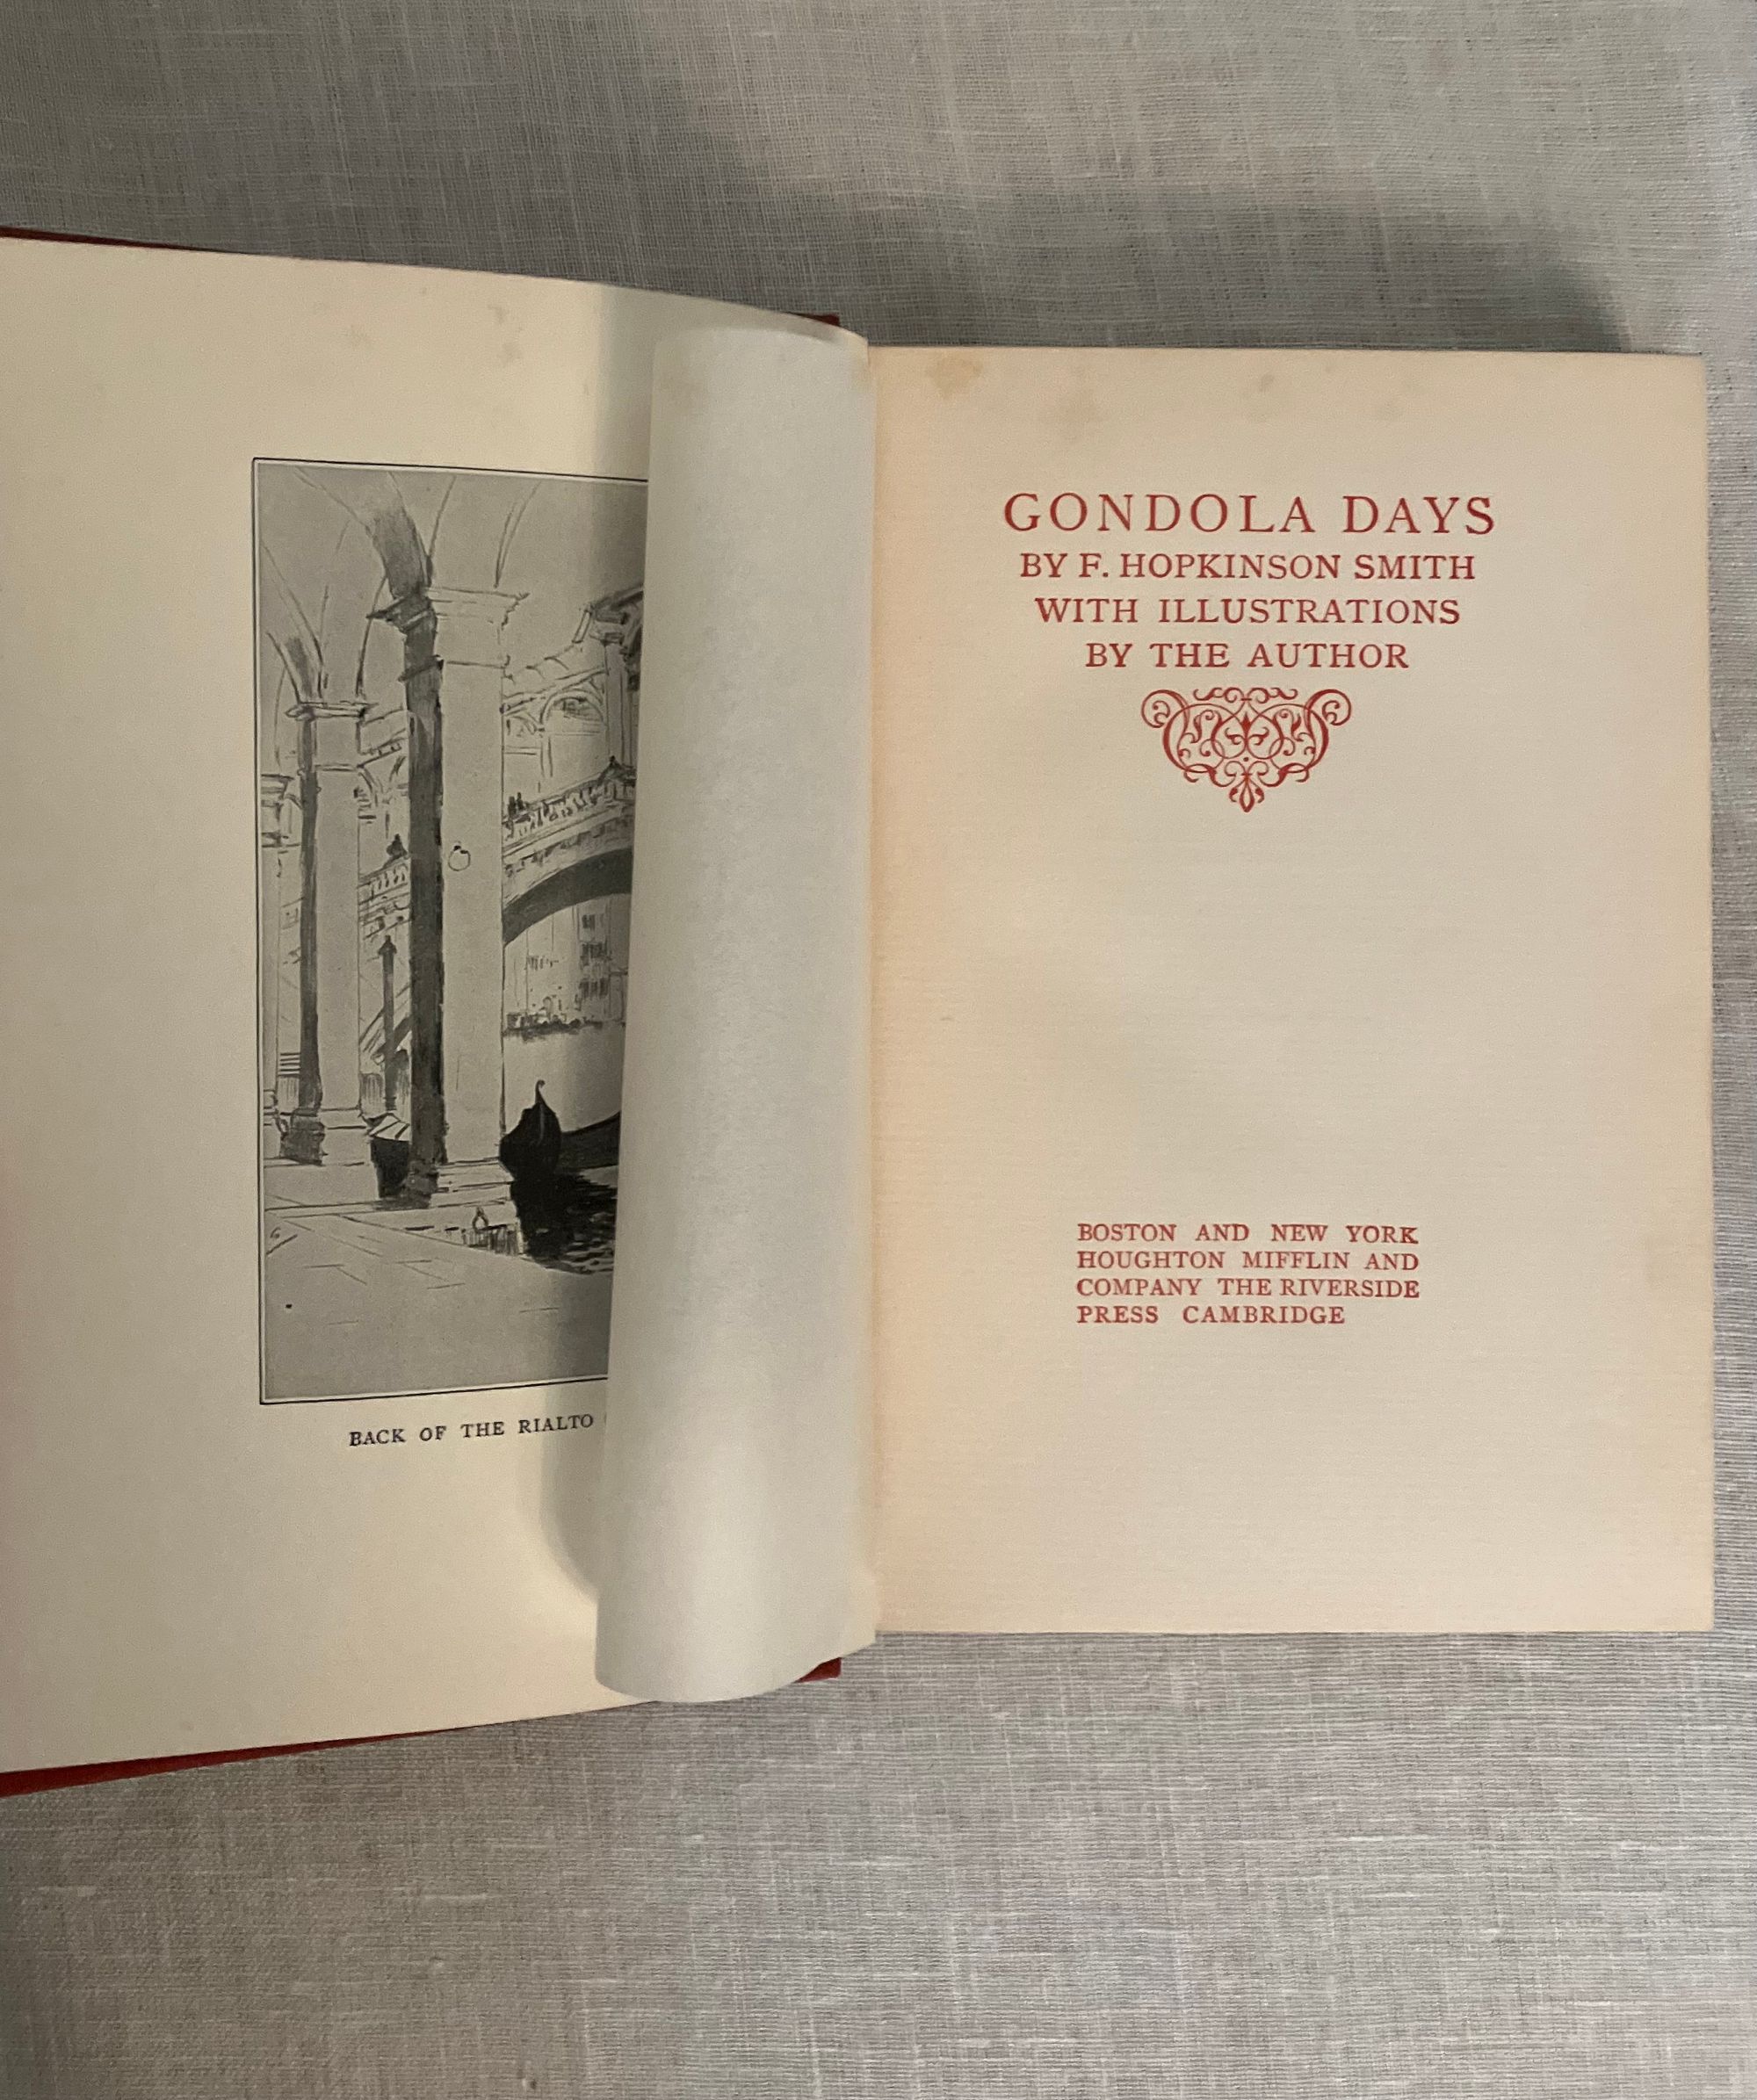 BACK OF THE RIALTO
GONDOLA DAYS
BY F. HOPKINSON SMITH
WITH ILLUSTRATIONS
BY THE AUTHOR
BOSTON AND NEW YORK
HOUGHTON MIFFLIN AND
COMPANY THE RIVERSIDE
PRESS CAMBRIDGE